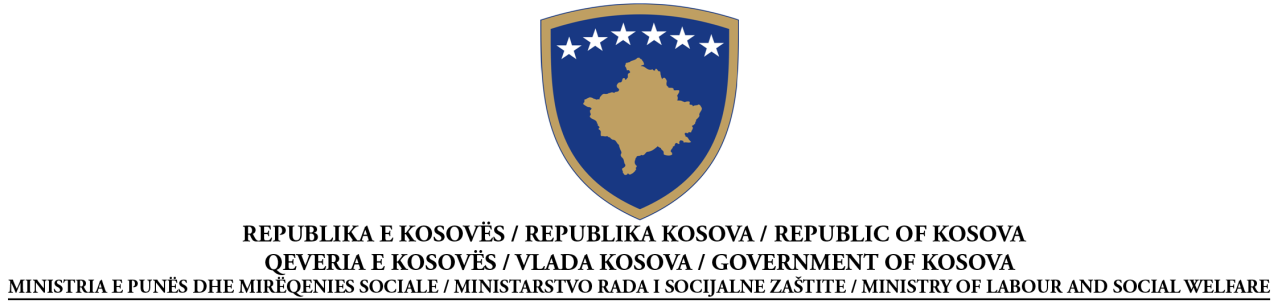 REPUBLIKA E KOSOVËS / REPUBLIKA KOSOVA / REPUBLIC OF KOSOVA
QEVERIA E KOSOVËS / VLADA KOSOVA / GOVERNMENT OF KOSOVA
MINISTRIA E PUNËS DHE MIRËQENIES SOCIALE / MINISTARSTVO RADA I SOCIJALNE ZAŠTITE / MINISTRY OF LABOUR AND SOCIAL WELFARE